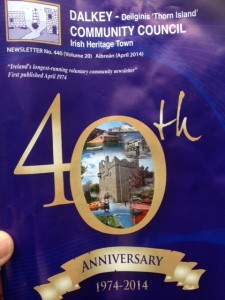 DALKEY - Deilginis 'Thorn Island'
COMMUNITY COUNCIL
Irish Heritage Town
NEWSLETTER No. 440 (Volume 20) Aibreán (April 2014)
"Ireland's longest-running voluntary community newsletter"
First published April 1974
40th
ANNIVERSARY
1974-2014